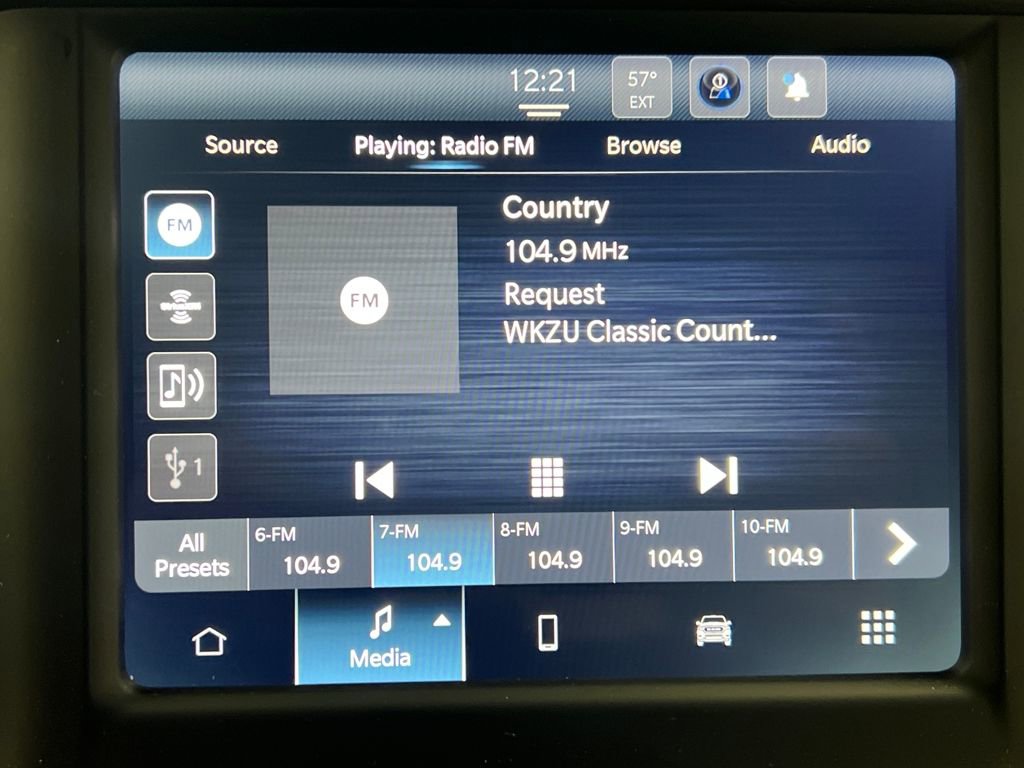 12:21
57°
EXT
1
Source
Playing: Radio FM
Browse
Audio
FM
FM
Country
104.9 MHz
Request
WKZU Classic Count...
1
All
Presets
6-FM
104.9
7-FM
104.9
8-FM
104.9
9-FM
104.9
10-FM
104.9
Media